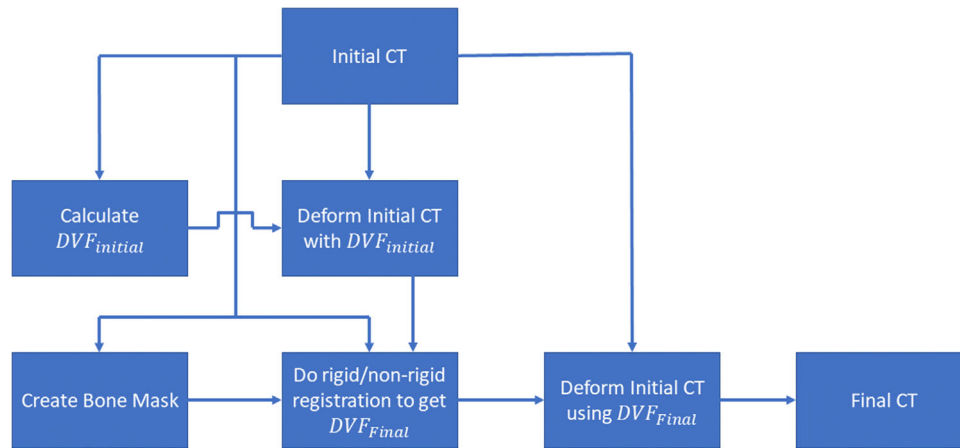 Initial CT
Calculate
DVF_initial
Deform Initial CT
with DVF_initial
Create Bone Mask
Do rigid/non-rigid
registration to get
DVF_Final
Deform Initial CT
using DVF_Final
Final CT